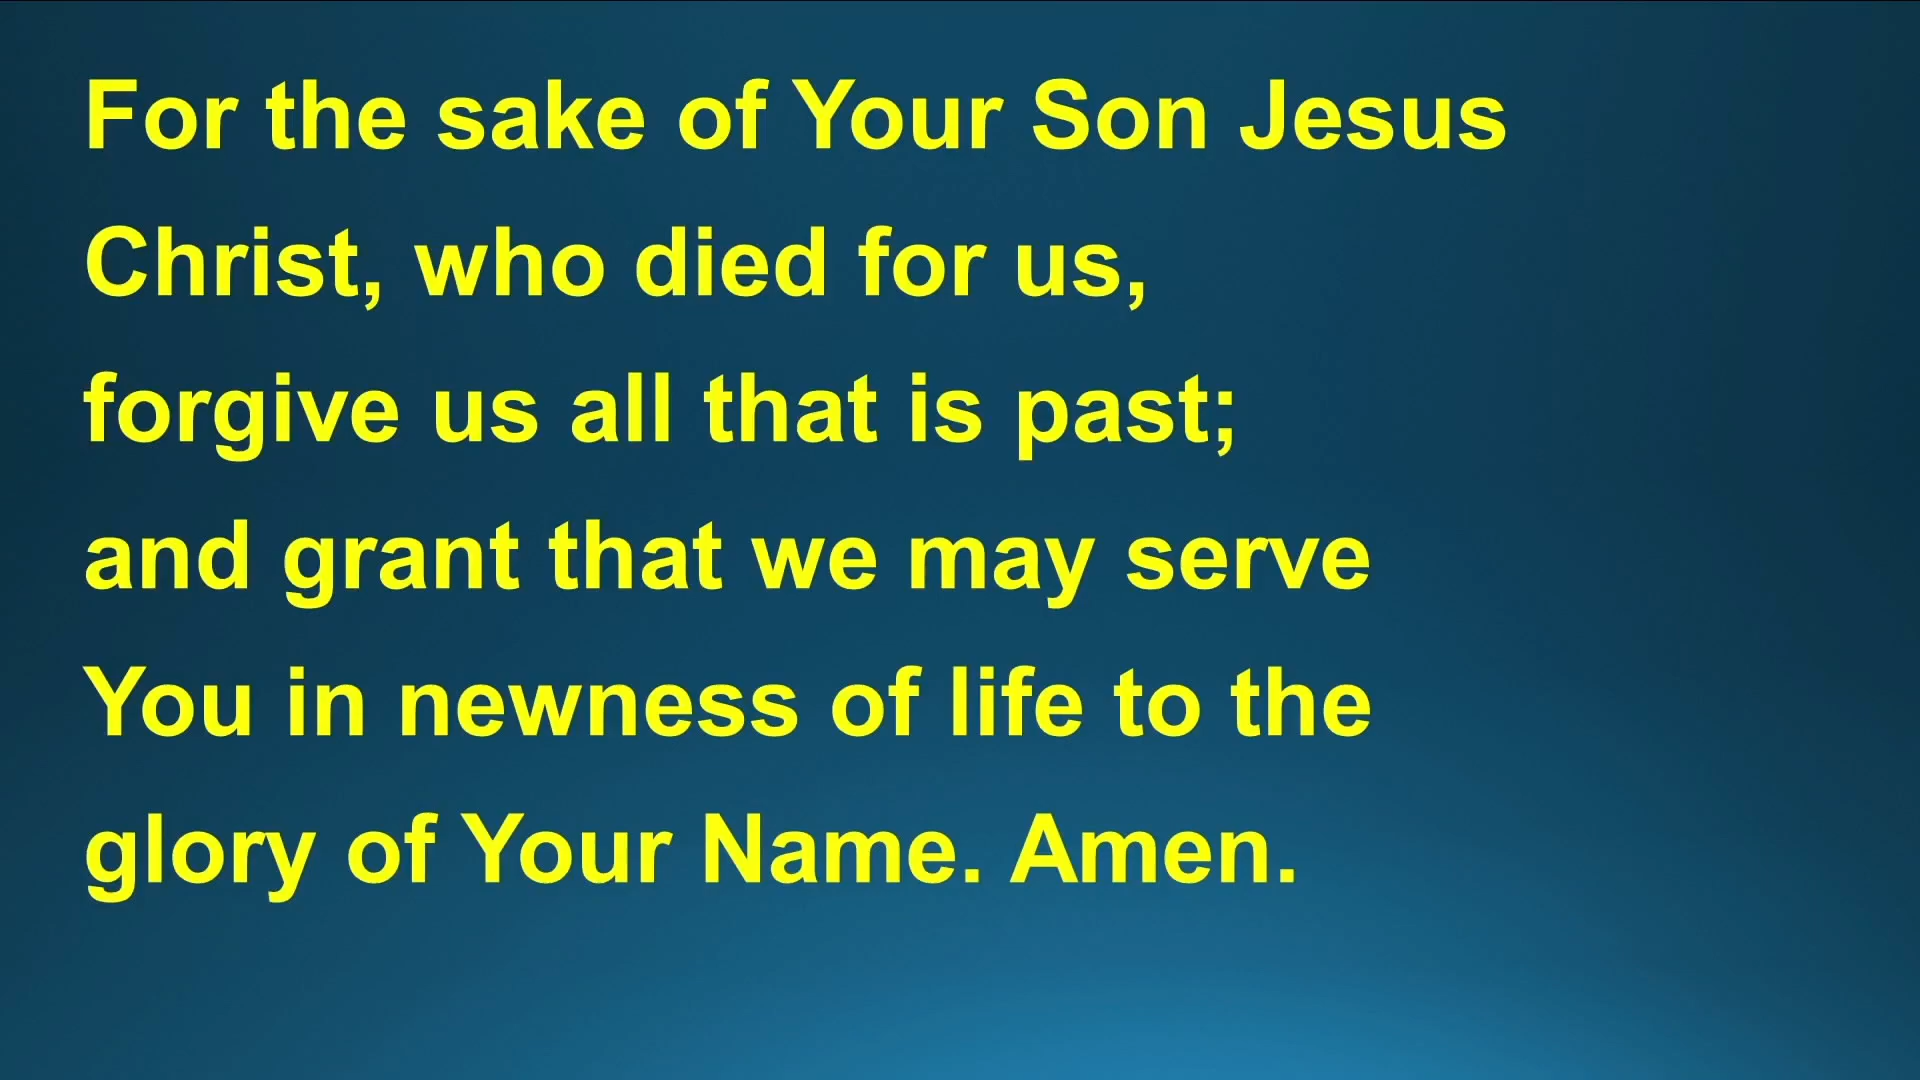 For the sake of Your Son Jesus
Christ, who died for us,
forgive us all that is past;
and grant that we may serve
You in newness of life to the
glory of Your Name. Amen.